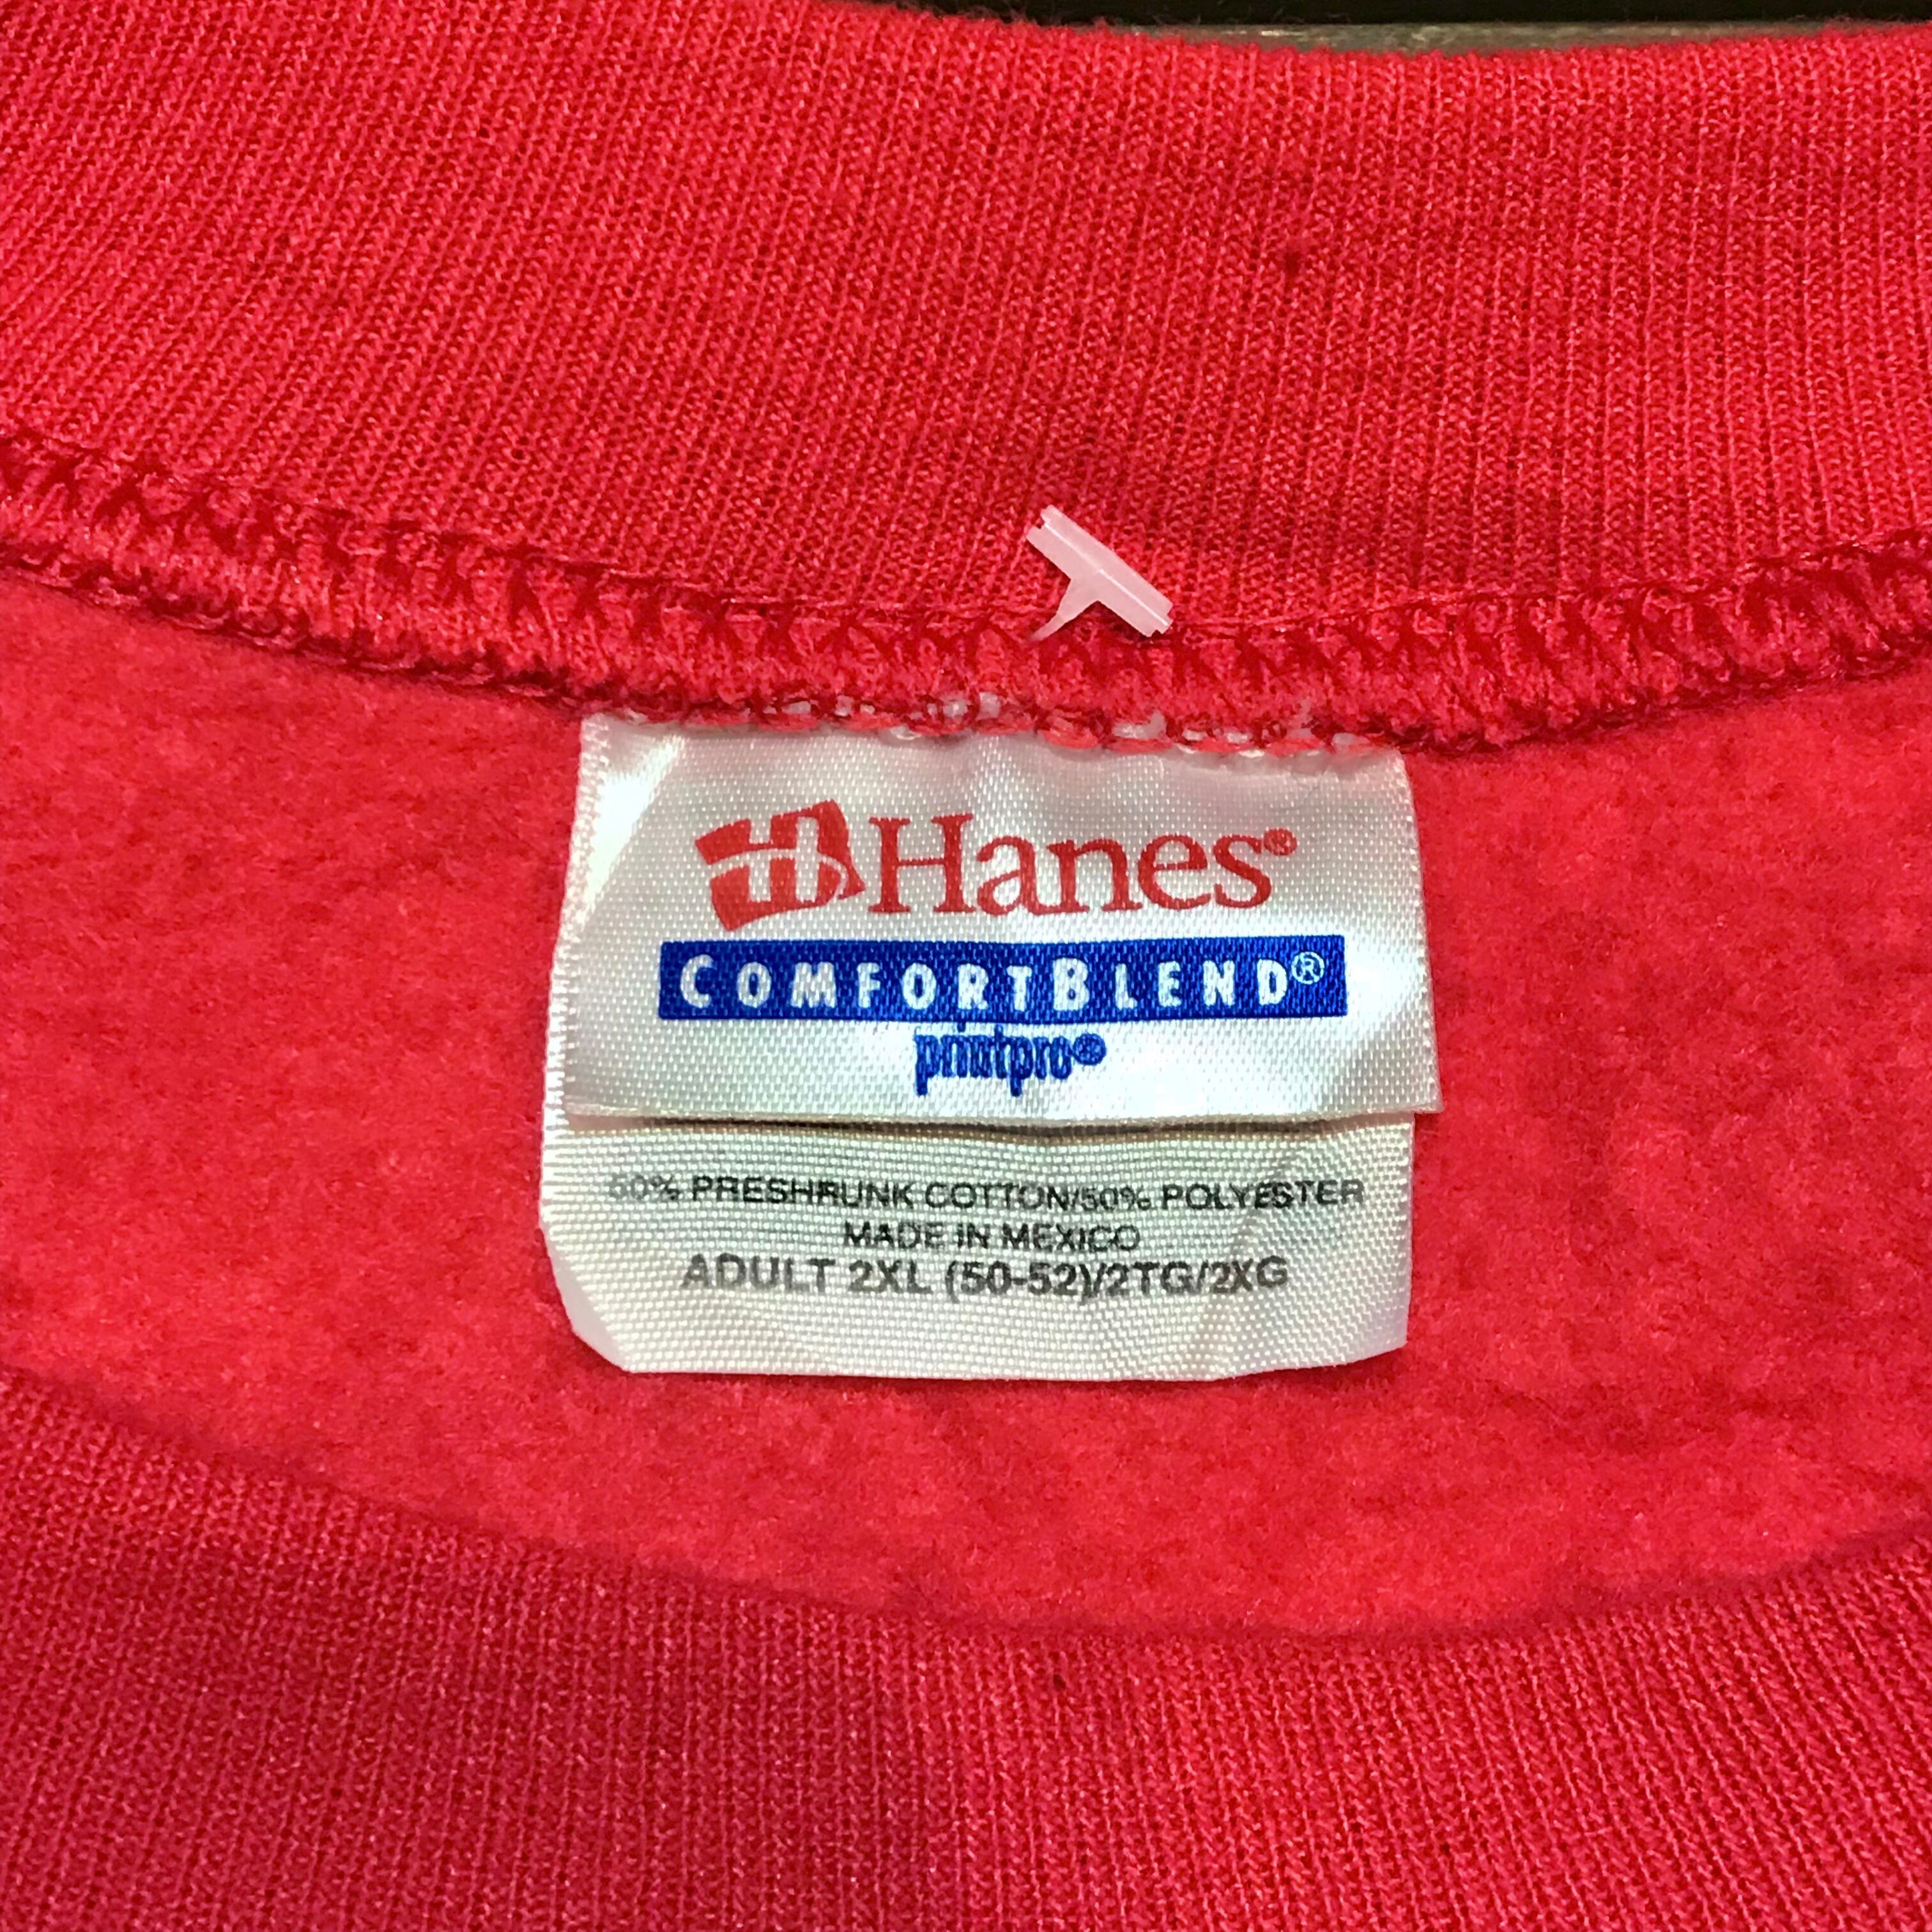 Hanes®
COMFORTBLEND®
printpro®
50% PRESHRUNK COTTON/50% POLYESTER
MADE IN MEXICO
ADULT 2XL (50-52)/2TG/2XG